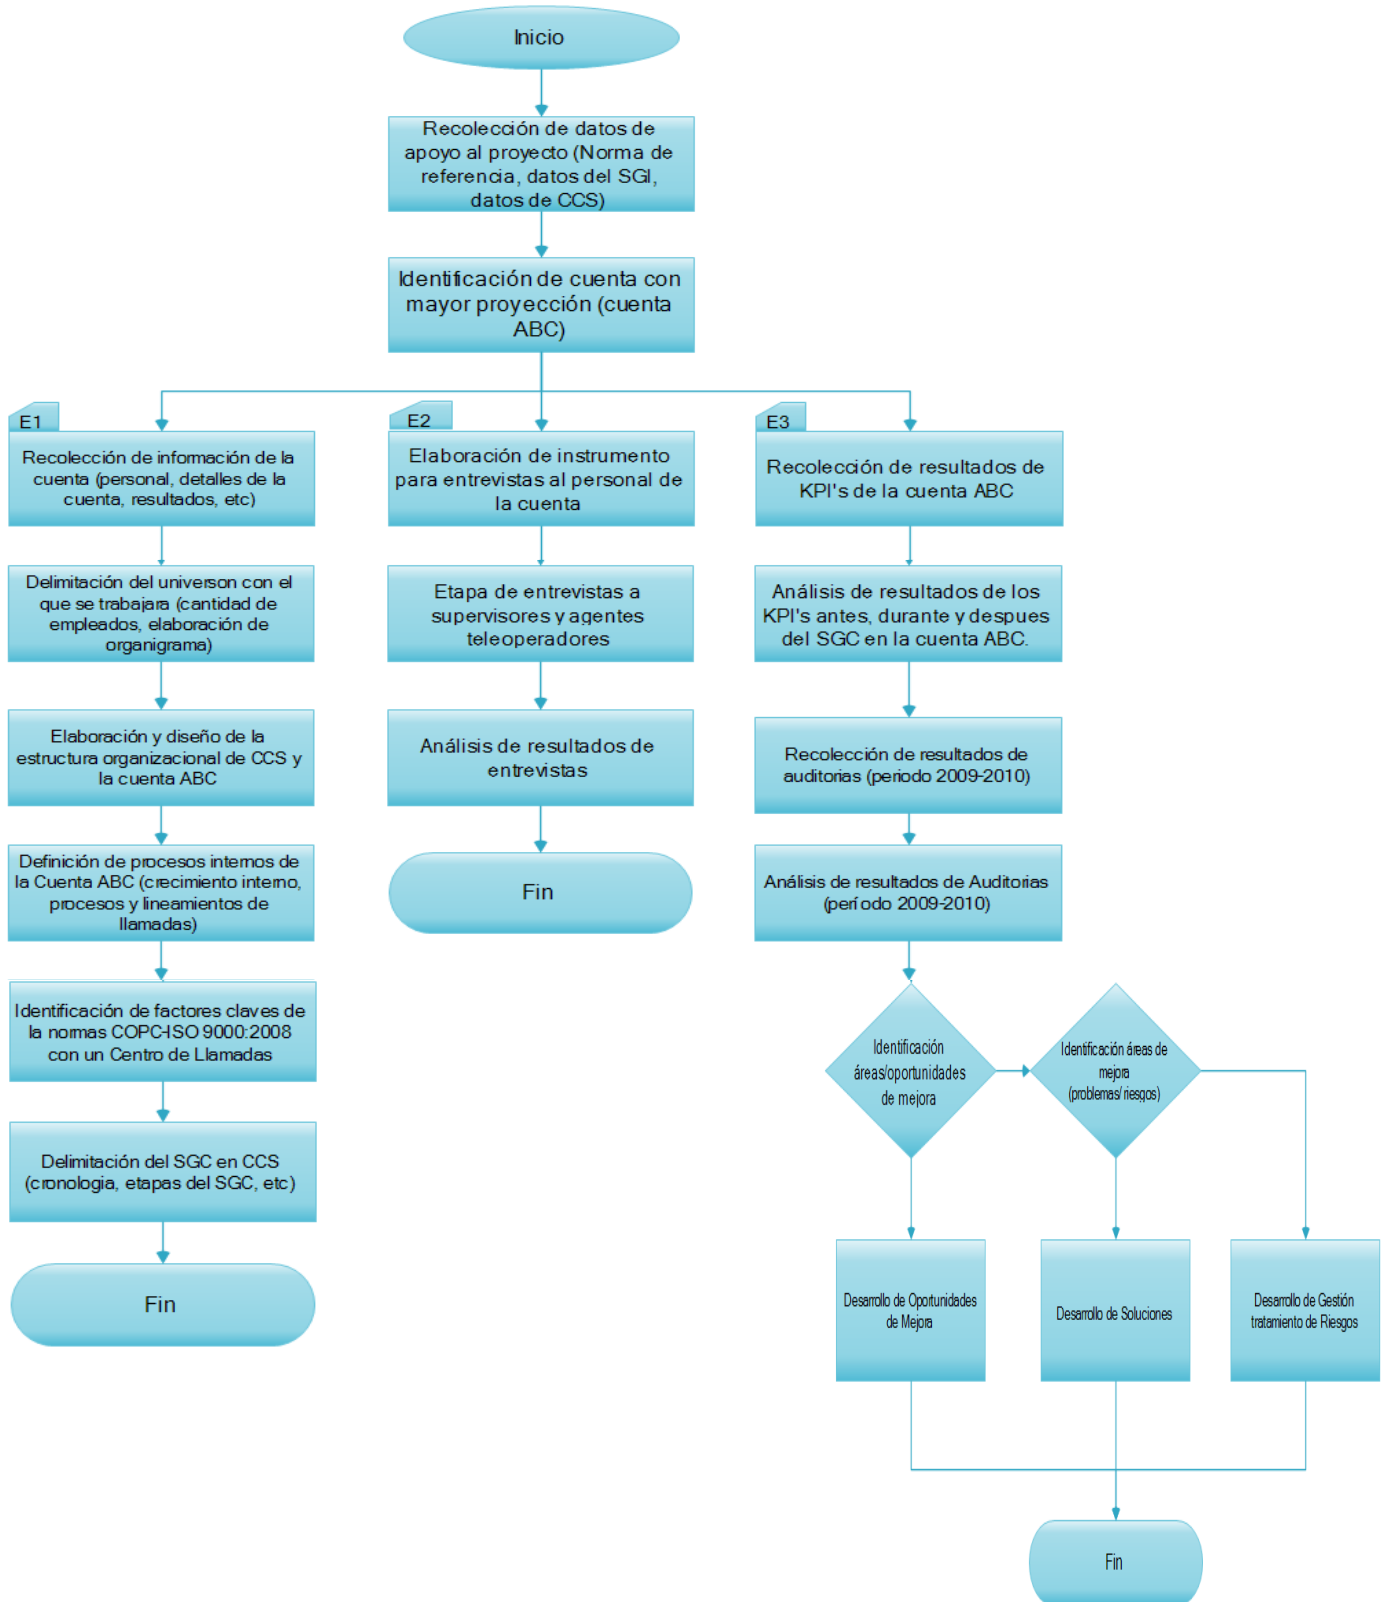 Inicio
Recolección de datos de
apoyo al proyecto (Norma de
referencia, datos del SGI,
datos de CCS)
Identificación de cuenta con
mayor proyección (cuenta
ABC)
E1
Recolección de información de la
cuenta (personal, detalles de la
cuenta, resultados, etc)
Delimitación del universon con el
que se trabajara (cantidad de
empleados, elaboración de
organigrama)
Elaboración y diseño de la
estructura organizacional de CCS y
la cuenta ABC
Definición de procesos internos de
la Cuenta ABC (crecimiento interno,
procesos y lineamientos de
llamadas)
Identificación de factores claves de
la normas COPC-ISO 9000:2008
con un Centro de Llamadas
Delimitación del SGC en CCS
(cronologia, etapas del SGC, etc)
Fin
E2
Elaboración de instrumento
para entrevistas al personal de
la cuenta
Etapa de entrevistas a
supervisores y agentes
teleoperadores
Análisis de resultados de
entrevistas
Fin
E3
Recolección de resultados de
KPI's de la cuenta ABC
Análisis de resultados de los
KPI's antes, durante y despues
del SGC en la cuenta ABC.
Recolección de resultados de
auditorias (periodo 2009-2010)
Análisis de resultados de Auditorias
(período 2009-2010)
Identificación
áreas/oportunidades
de mejora
Identificación áreas de
mejora
(problemas/ riesgos)
Desarrollo de Oportunidades
de Mejora
Desarrollo de Soluciones
Desarrollo de Gestión
tratamiento de Riesgos
Fin